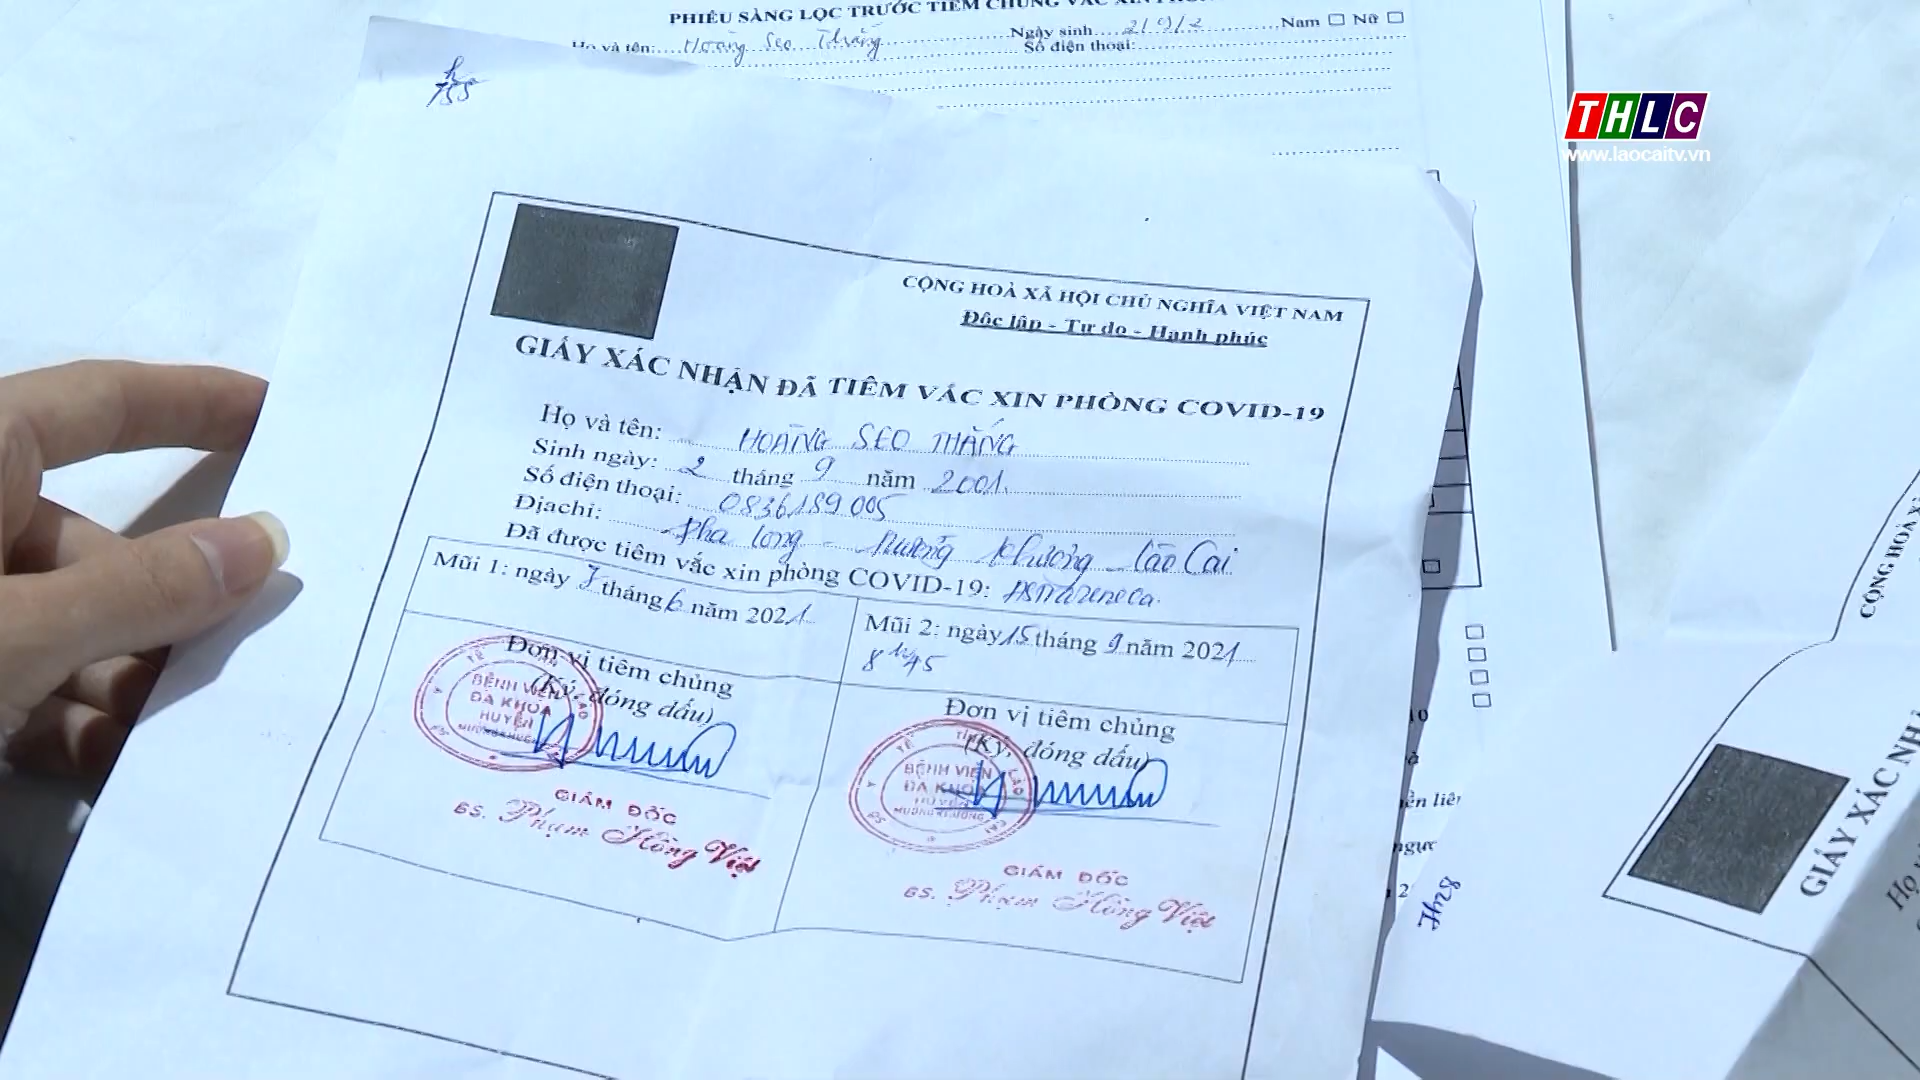 PHIẾU SÀNG LỌC TRƯỚC TIÊM CHỦNG VẮC XIN
Họ và tên: Hoàng Seo Thắng Ngày sinh 2/9/2 Nam Nữ
Số điện thoại:
THLC
www.laocaitv.vn
CỘNG HOÀ XÃ HỘI CHỦ NGHĨA VIỆT NAM
Độc lập - Tự do - Hạnh phúc
GIẤY XÁC NHẬN ĐÃ TIÊM VẮC XIN PHÒNG COVID-19
Họ và tên: HOÀNG SEO THẮNG
Sinh ngày: 2 tháng 9 năm 2001.
Số điện thoại: 0836189005
Địa chỉ: Pha Long - Mường Khương - Lào Cai
Đã được tiêm vắc xin phòng COVID-19: Astrazeneca.
Mũi 1: ngày 7 tháng 6 năm 2021
Đơn vị tiêm chủng
(Ký, đóng dấu)
BỆNH VIỆN
ĐA KHOA
HUYỆN
MƯỜNG KHƯƠNG
GIÁM ĐỐC
BS. Phạm Hồng Việt
Mũi 2: ngày 15 tháng 9 năm 2021
8h45
Đơn vị tiêm chủng
(Ký, đóng dấu)
BỆNH VIỆN
ĐA KHOA
HUYỆN
MƯỜNG KHƯƠNG
GIÁM ĐỐC
BS. Phạm Hồng Việt
CỘNG HOÀ X
GIẤY XÁC NH
Họ